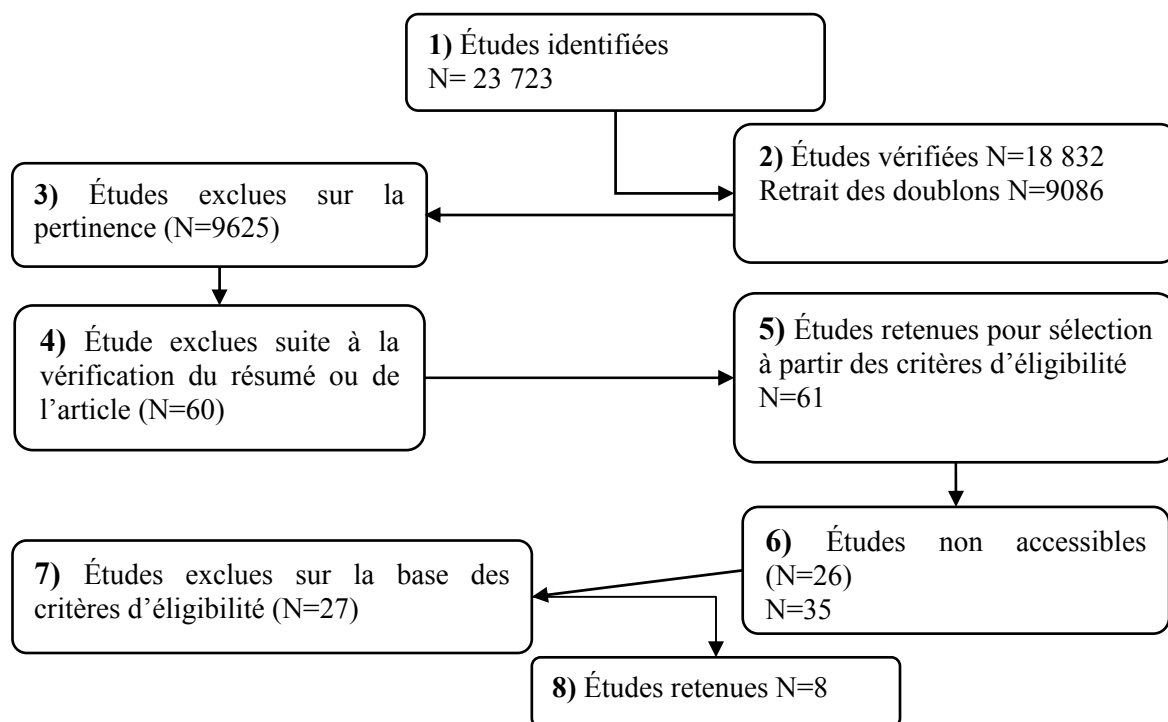 1) Études identifiées
N= 23 723
2) Études vérifiées N=18 832
Retrait des doublons N=9086
3) Études exclues sur la
pertinence (N=9625)
4) Étude exclues suite à la
vérification du résumé ou de
l’article (N=60)
5) Études retenues pour sélection
à partir des critères d’éligibilité
N=61
6) Études non accessibles
(N=26)
N=35
7) Études exclues sur la base des
critères d’éligibilité (N=27)
8) Études retenues N=8